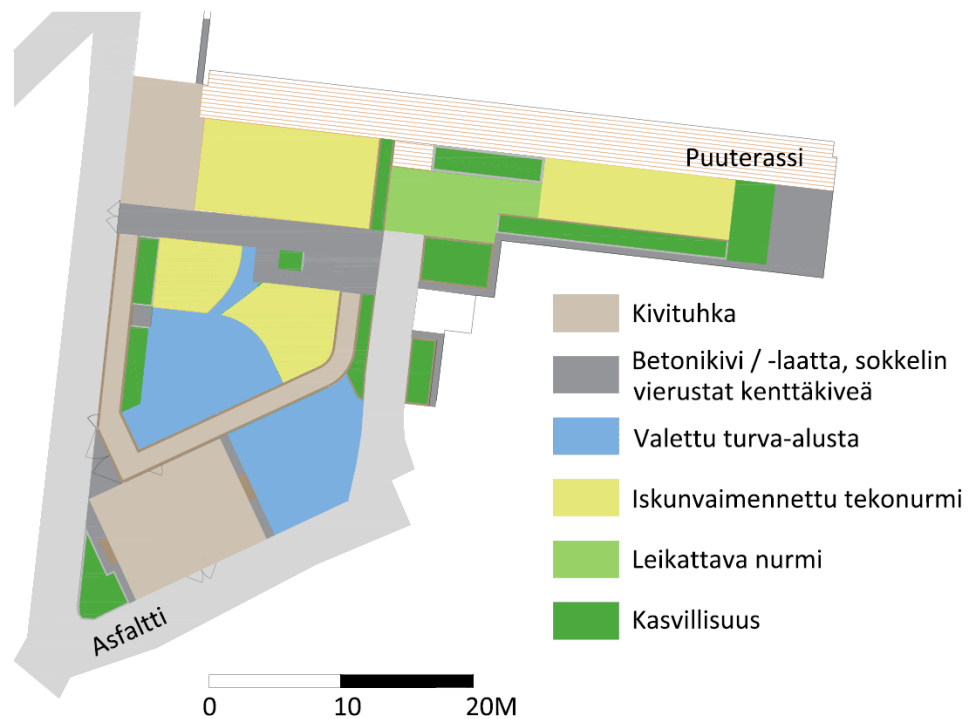 Puuterassi
Kivituhka
Betonikivi / -laatta, sokkelin
vierustat kenttäkiveä
Valettu turva-alusta
Iskunvaimennettu tekonurmi
Leikattava nurmi
Kasvillisuus
Asfaltti
0 10 20M